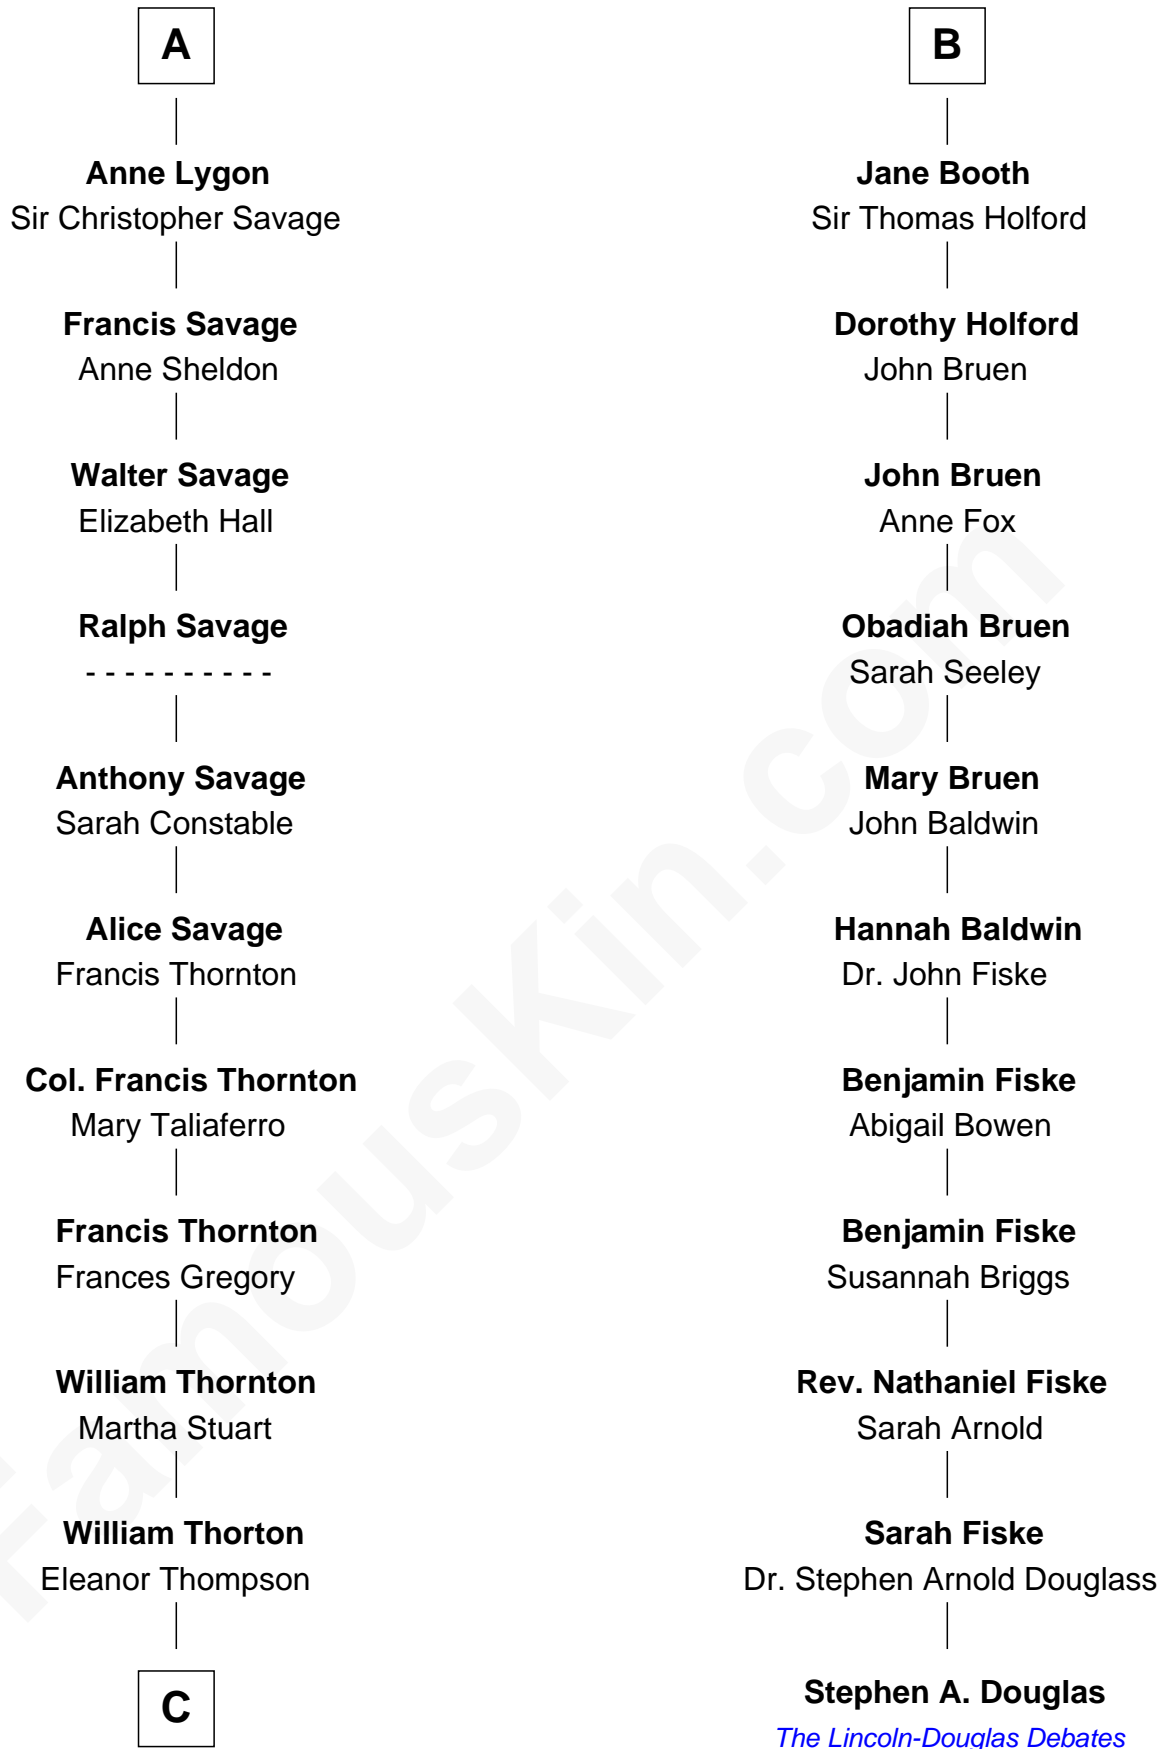 A
Anne Lygon
Sir Christopher Savage
Francis Savage
Anne Sheldon
Walter Savage
Elizabeth Hall
Ralph Savage
- - - - - - - - - -
Anthony Savage
Sarah Constable
Alice Savage
Francis Thornton
Col. Francis Thornton
Mary Taliaferro
Francis Thornton
Frances Gregory
William Thornton
Martha Stuart
William Thorton
Eleanor Thompson
C
B
Jane Booth
Sir Thomas Holford
Dorothy Holford
John Bruen
John Bruen
Anne Fox
Obadiah Bruen
Sarah Seeley
Mary Bruen
John Baldwin
Hannah Baldwin
Dr. John Fiske
Benjamin Fiske
Abigail Bowen
Benjamin Fiske
Susannah Briggs
Rev. Nathaniel Fiske
Sarah Arnold
Sarah Fiske
Dr. Stephen Arnold Douglass
Stephen A. Douglas
The Lincoln-Douglas Debates
FamousKin.com